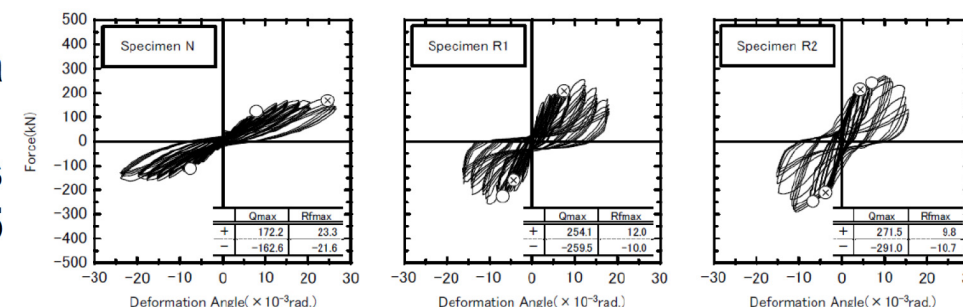 Specimen N
Specimen R1
Specimen R2
500
400
300
200
100
0
−100
−200
−300
−400
−500
Force(kN)
Qmax Rfmax
+ 172.2 23.3
− −162.6 −21.6
Qmax Rfmax
+ 254.1 12.0
− −259.5 −10.0
Qmax Rfmax
+ 271.5 9.8
− −291.0 −10.7
−30 −20 −10 0 10 20 30
−30 −20 −10 0 10 20 30
−30 −20 −10 0 10 20
Deformation Angle(×10⁻³rad.)
Deformation Angle(×10⁻³rad.)
Deformation Angle(×10⁻³rad.)